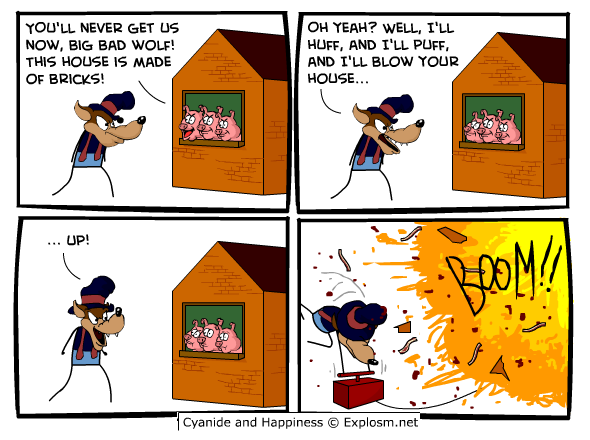 YOU'LL NEVER GET US
NOW, BIG BAD WOLF!
THIS HOUSE IS MADE
OF BRICKS!
OH YEAH? WELL, I'LL
HUFF, AND I'LL PUFF,
AND I'LL BLOW YOUR
HOUSE...
... UP!
BOOM!!
Cyanide and Happiness © Explosm.net